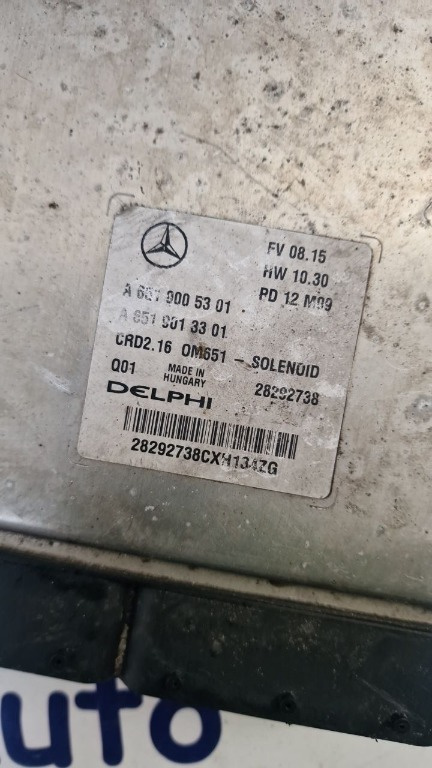 FV 08.15
HW 10.30
A 651 900 53 01 PD 12 M09
A 651 901 33 01
CRD2.16 OM651 - SOLENOID
Q01 MADE IN HUNGARY 28292738
DELPHI
28292738CXH134ZG
auto